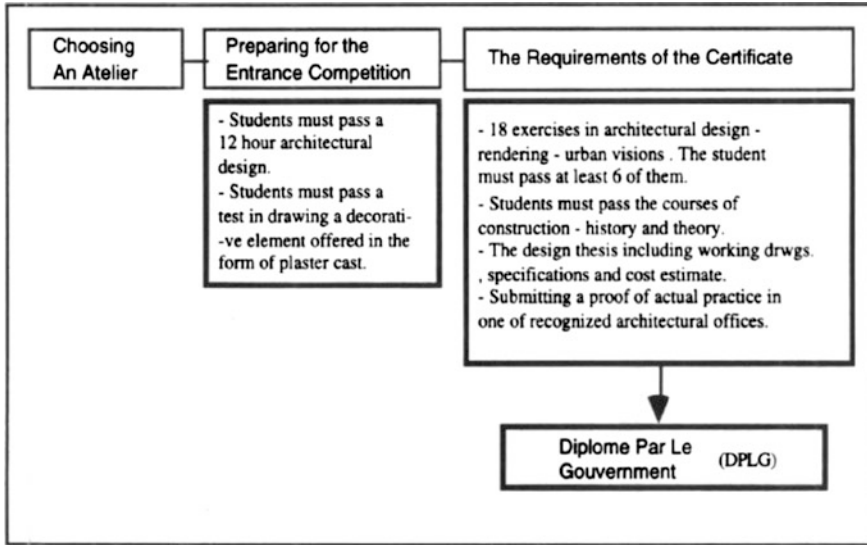 Choosing
An Atelier
Preparing for the
Entrance Competition
The Requirements of the Certificate
- Students must pass a
12 hour architectural
design.
- Students must pass a
test in drawing a decorati-
-ve element offered in the
form of plaster cast.
- 18 exercises in architectural design -
rendering - urban visions . The student
must pass at least 6 of them.
- Students must pass the courses of
construction - history and theory.
- The design thesis including working drwgs.
, specifications and cost estimate.
- Submitting a proof of actual practice in
one of recognized architectural offices.
Diplome Par Le
Gouvernment
(DPLG)